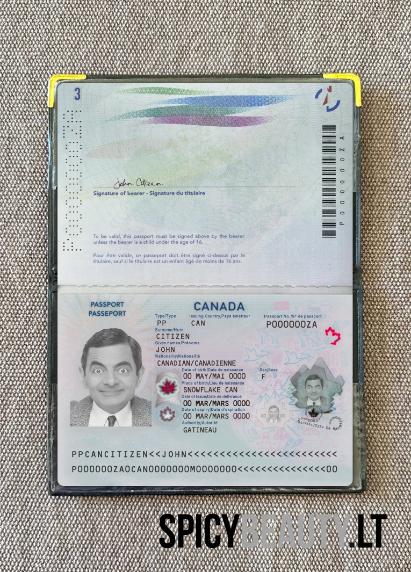 3
P000000ZA
John Citizen
Signature of bearer - Signature du titulaire
To be valid, this passport must be signed above by the bearer
unless the bearer is a child under the age of 16.
Pour être valide, ce passeport doit être signé ci-dessus par le
titulaire, sauf si le titulaire est un enfant âgé de moins de 16 ans.
PASSPORT
PASSEPORT
CANADA
Type/Type Issuing Country/Pays émetteur Passport No./Nº de passeport
PP CAN P000000ZA
Surname/Nom
CITIZEN
Given names/Prénoms
JOHN
Nationality/Nationalité
CANADIAN/CANADIENNE
Date of birth/Date de naissance
00 MAY/MAI 0000
Sex/Sexe
F
Place of birth/Lieu de naissance
SNOWFLAKE CAN
Date of issue/Date de délivrance
00 MAR/MARS 0000
Date of expiry/Date d'expiration
00 MAR/MARS 0000
GATINEAU
PPCANCITIZEN<<JOHN<<<<<<<<<<<<<<<<<<<<<<<<<<
SPICYBEAUTY.LT